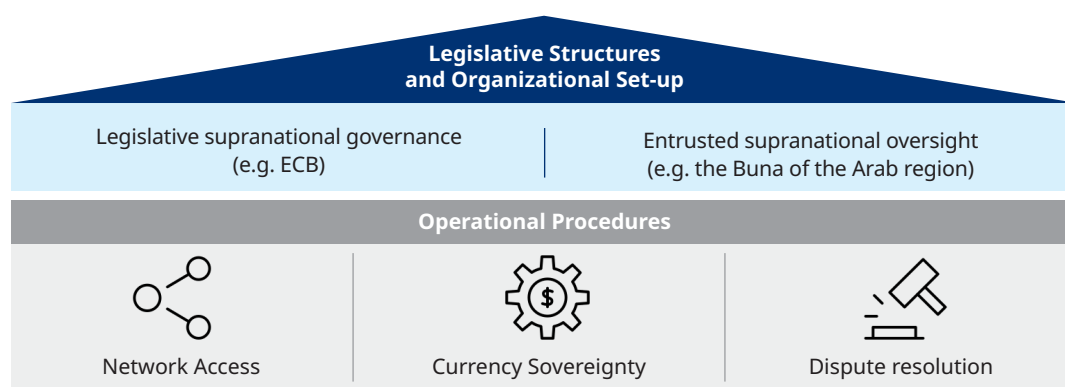 Legislative Structures
and Organizational Set-up
Legislative supranational governance
(e.g. ECB)
Entrusted supranational oversight
(e.g. the Buna of the Arab region)
Operational Procedures
$
Network Access
Currency Sovereignty
Dispute resolution